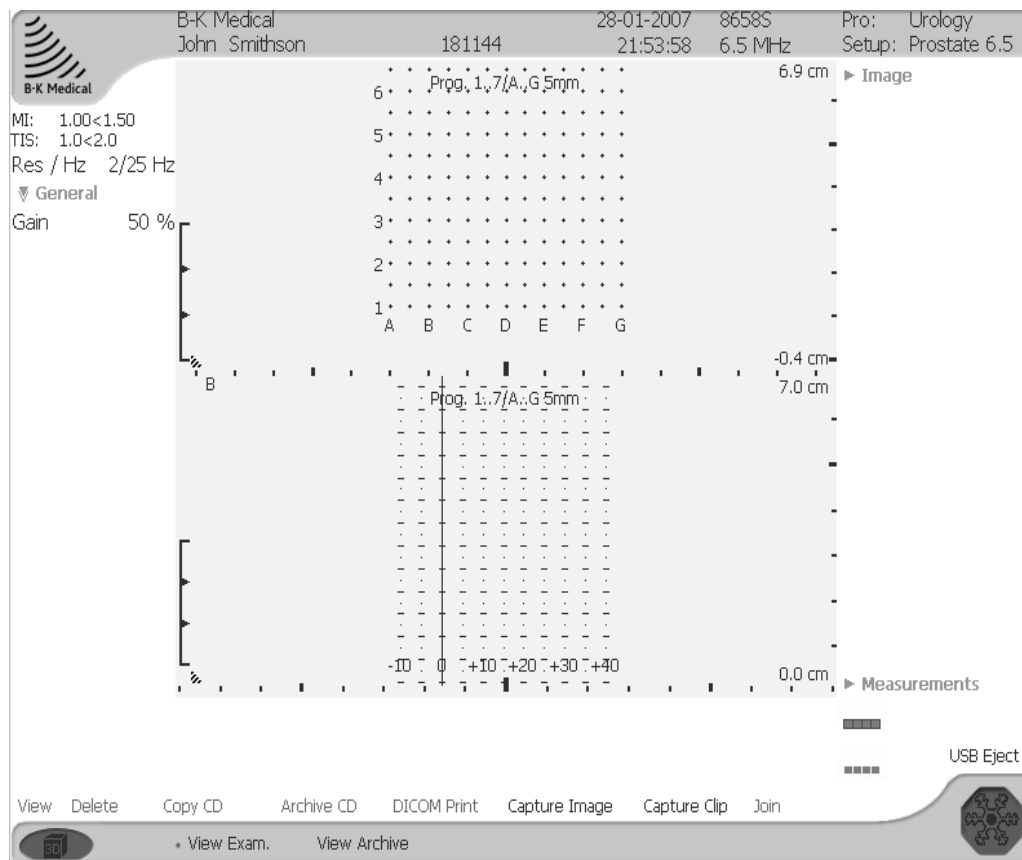 B-K Medical 28-01-2007 8658S Pro: Urology
John Smithson 181144 21:53:58 6.5 MHz Setup: Prostate 6.5
B-K Medical
MI: 1.00<1.50
TIS: 1.0<2.0
Res / Hz 2/25 Hz
General
Gain 50 %
6.9 cm
Image
Prog. 1..7/A..G 5mm
6
5
4
3
2
1
A B C D E F G
-0.4 cm
B
7.0 cm
Prog. 1..7/A..G 5mm
-10 0 +10 +20 +30 +40
0.0 cm
Measurements
USB Eject
View Delete Copy CD Archive CD DICOM Print Capture Image Capture Clip Join
3D
View Exam. View Archive